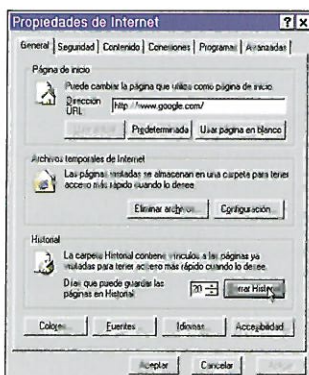 Propiedades de Internet
General Seguridad Contenido Conexiones Programas Avanzadas
Página de inicio
Puede cambiar la página que utiliza como página de inicio.
Dirección URL: http://www.google.com/
Predeterminada Usar página en blanco
Archivos temporales de Internet
Las páginas visitadas se almacenan en una carpeta para tener
acceso más rápido cuando lo desee.
Eliminar archivos... Configuración...
Historial
La carpeta Historial contiene vínculos a las páginas ya
visitadas para tener acceso más rápido cuando lo desee.
Días que puede guardar las
páginas en Historial: 20
Colores... Fuentes... Idiomas... Accesibilidad
Aceptar Cancelar